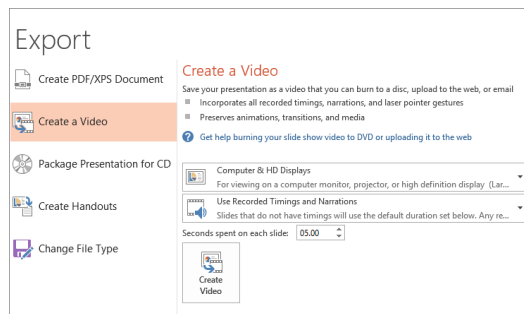 Export
Create PDF/XPS Document
Create a Video
Package Presentation for CD
Create Handouts
Change File Type
Create a Video
Save your presentation as a video that you can burn to a disc, upload to the web, or email
Incorporates all recorded timings, narrations, and laser pointer gestures
Preserves animations, transitions, and media
Get help burning your slide show video to DVD or uploading it to the web
Computer & HD Displays
For viewing on a computer monitor, projector, or high definition display (Lar...
Use Recorded Timings and Narrations
Slides that do not have timings will use the default duration set below. Any re...
Seconds spent on each slide: 05.00
Create
Video